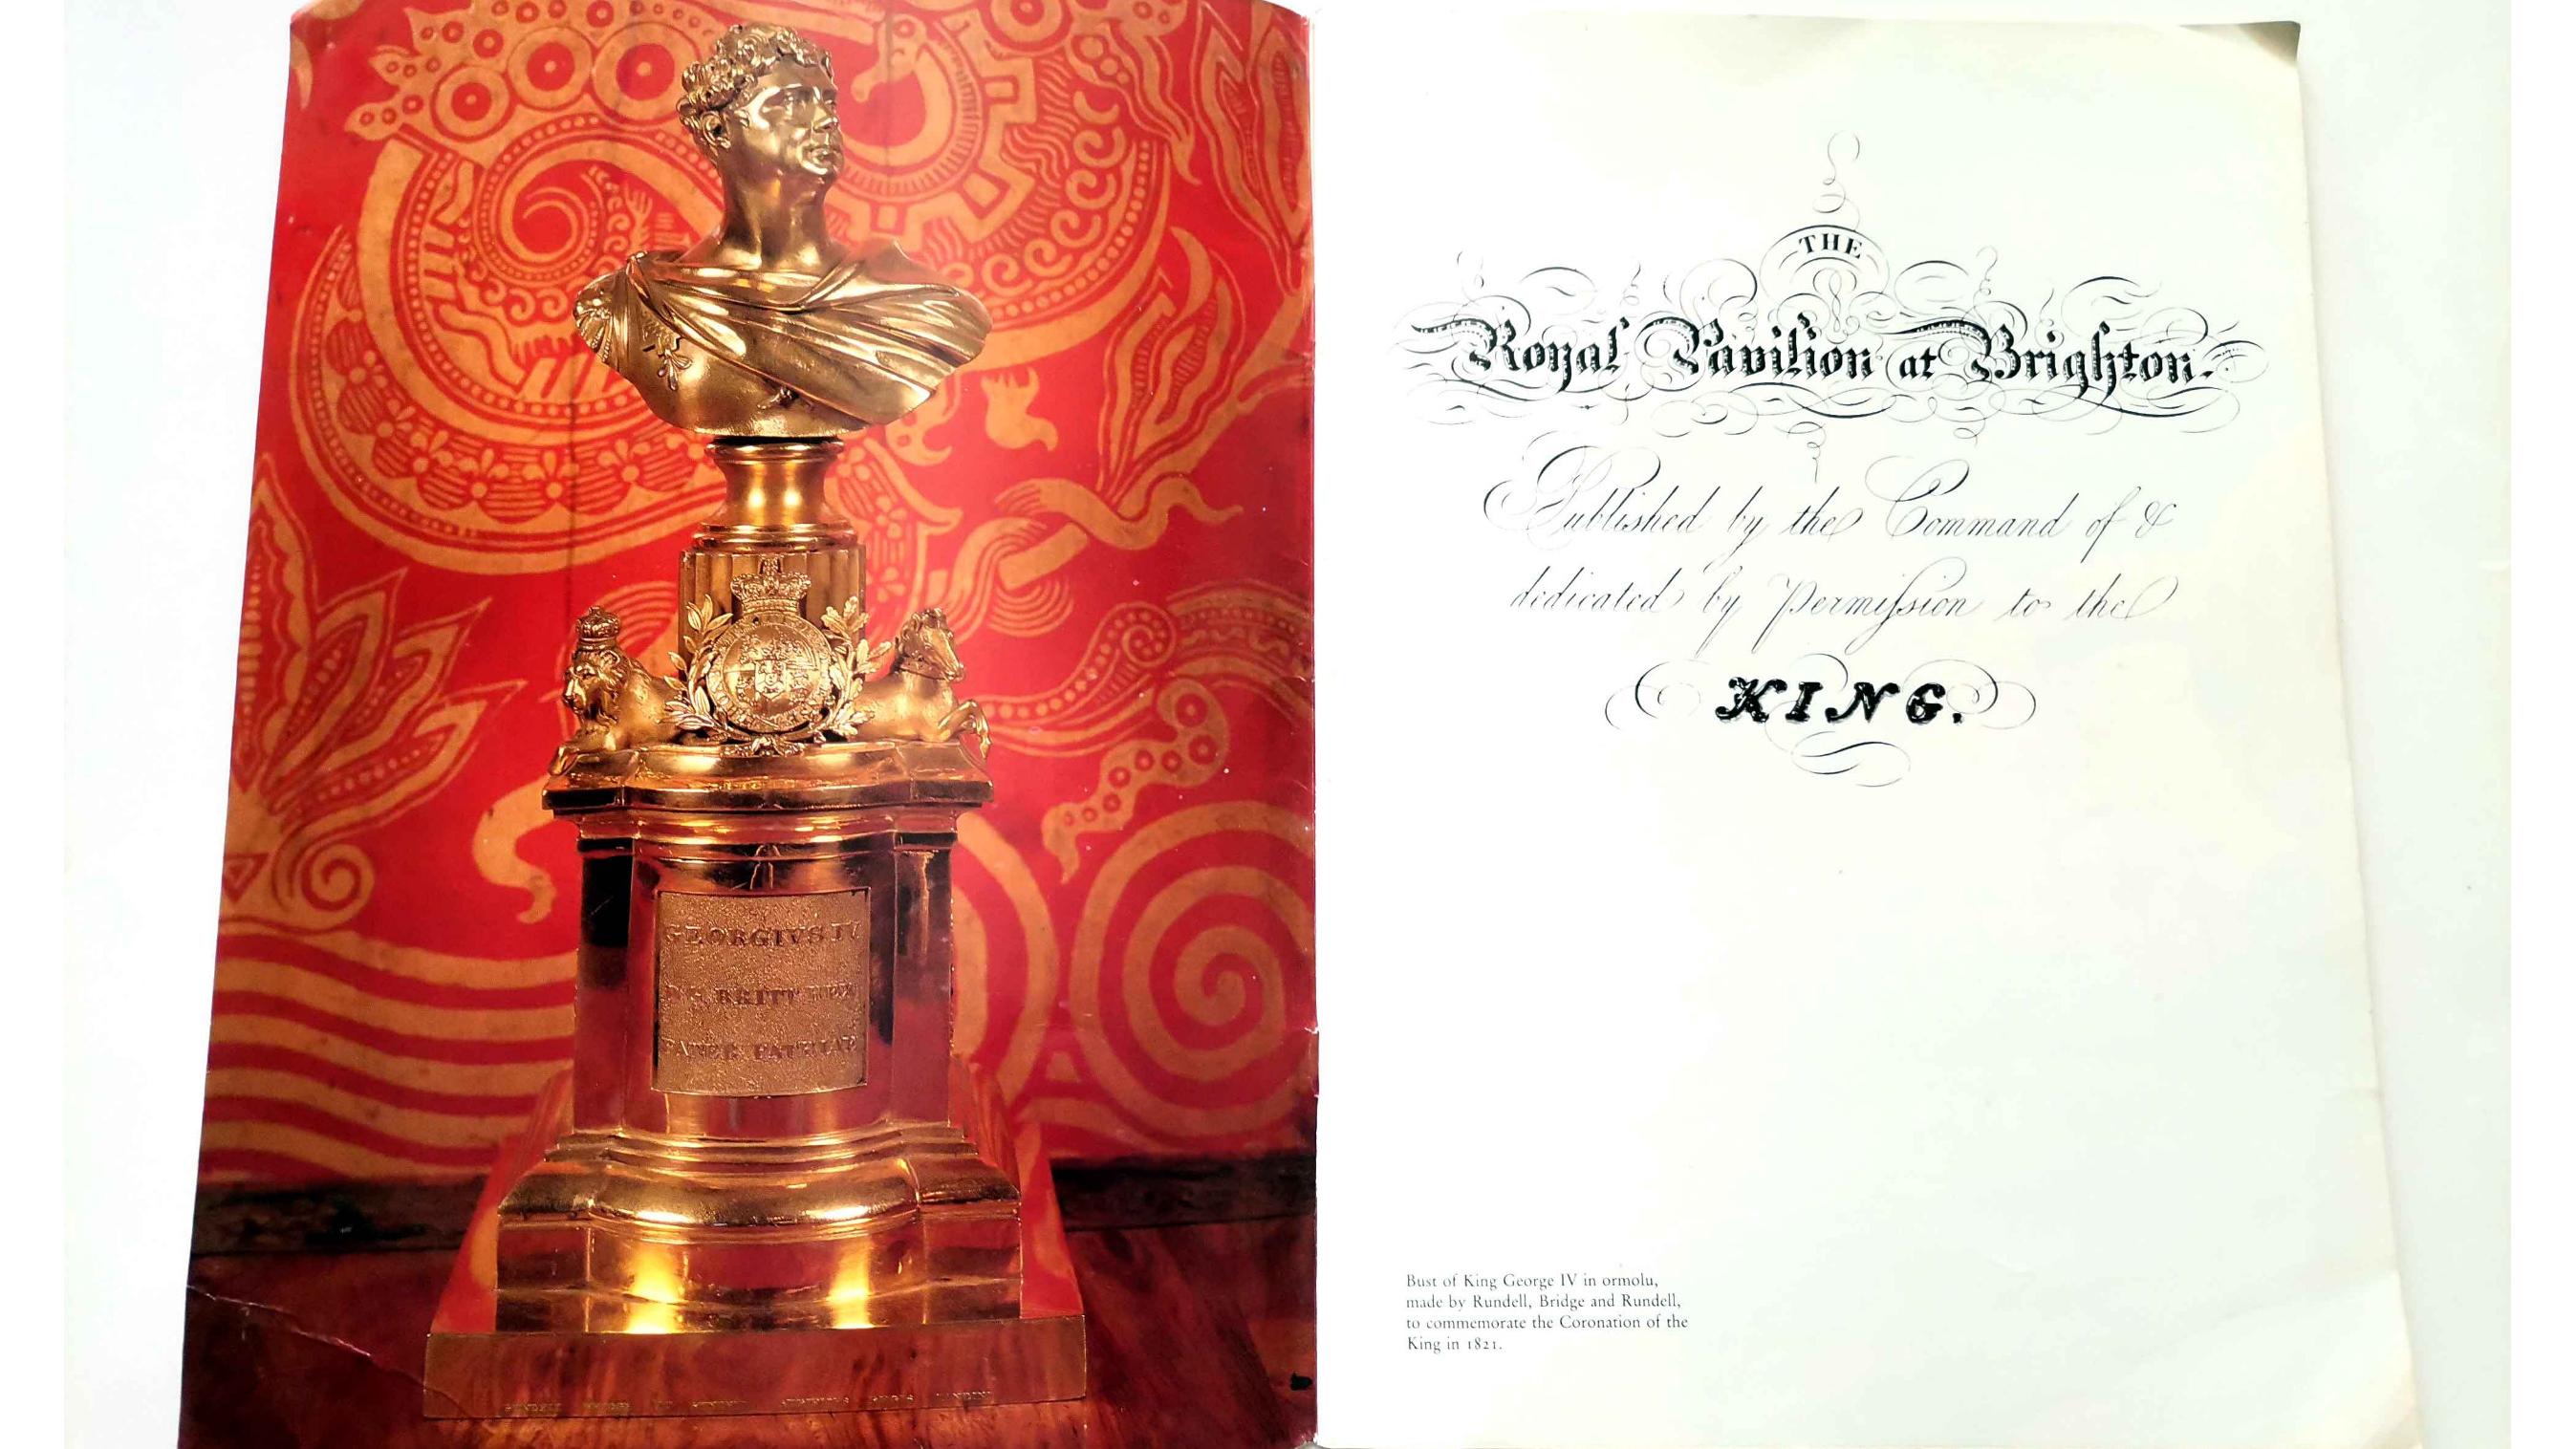 GEORGIVS IV
PATER PATRIAE
THE
Royal Pavilion at Brighton.
Published by the Command of &
dedicated by Permiſsion to the
KING.
Bust of King George IV in ormolu,
made by Rundell, Bridge and Rundell,
to commemorate the Coronation of the
King in 1821.